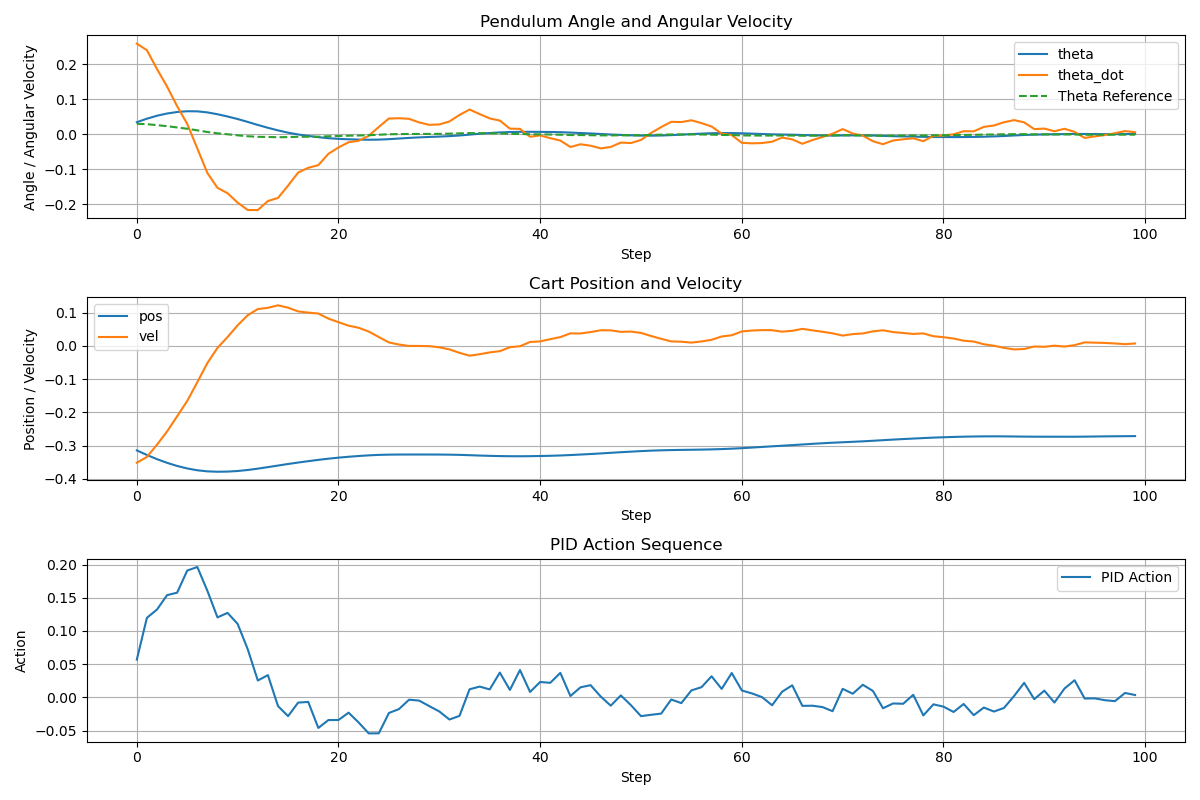 Pendulum Angle and Angular Velocity
Angle / Angular Velocity
0.2
0.1
0.0
−0.1
−0.2
theta
theta_dot
Theta Reference
0 20 40 60 80 100
Step
Cart Position and Velocity
Position / Velocity
0.1
0.0
−0.1
−0.2
−0.3
−0.4
pos
vel
0 20 40 60 80 100
Step
PID Action Sequence
Action
0.20
0.15
0.10
0.05
0.00
−0.05
PID Action
0 20 40 60 80 100
Step